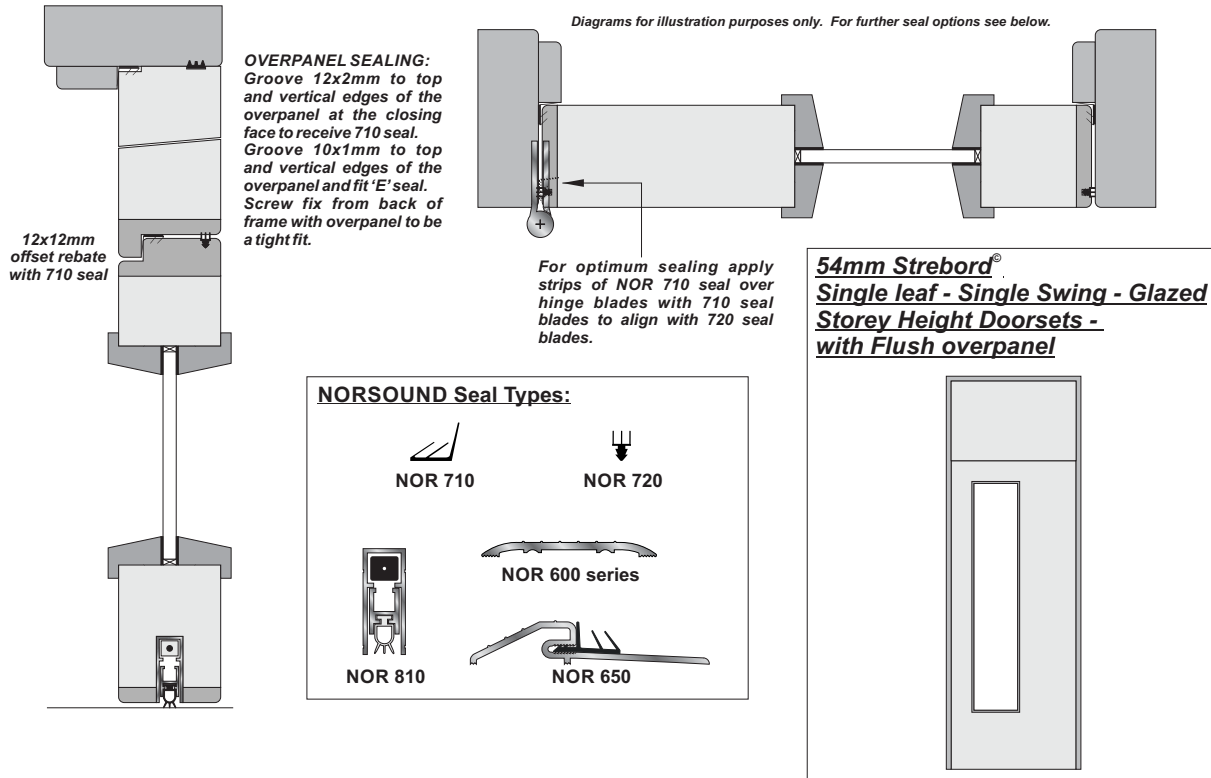 Diagrams for illustration purposes only. For further seal options see below.
OVERPANEL SEALING:
Groove 12x2mm to top
and vertical edges of the
overpanel at the closing
face to receive 710 seal.
Groove 10x1mm to top
and vertical edges of the
overpanel and fit ‘E’ seal.
Screw fix from back of
frame with overpanel to be
a tight fit.
12x12mm
offset rebate
with 710 seal
For optimum sealing apply
strips of NOR 710 seal over
hinge blades with 710 seal
blades to align with 720 seal
blades.
54mm Strebord©
Single leaf - Single Swing - Glazed
Storey Height Doorsets -
with Flush overpanel
NORSOUND Seal Types:
NOR 710
NOR 720
NOR 600 series
NOR 810
NOR 650